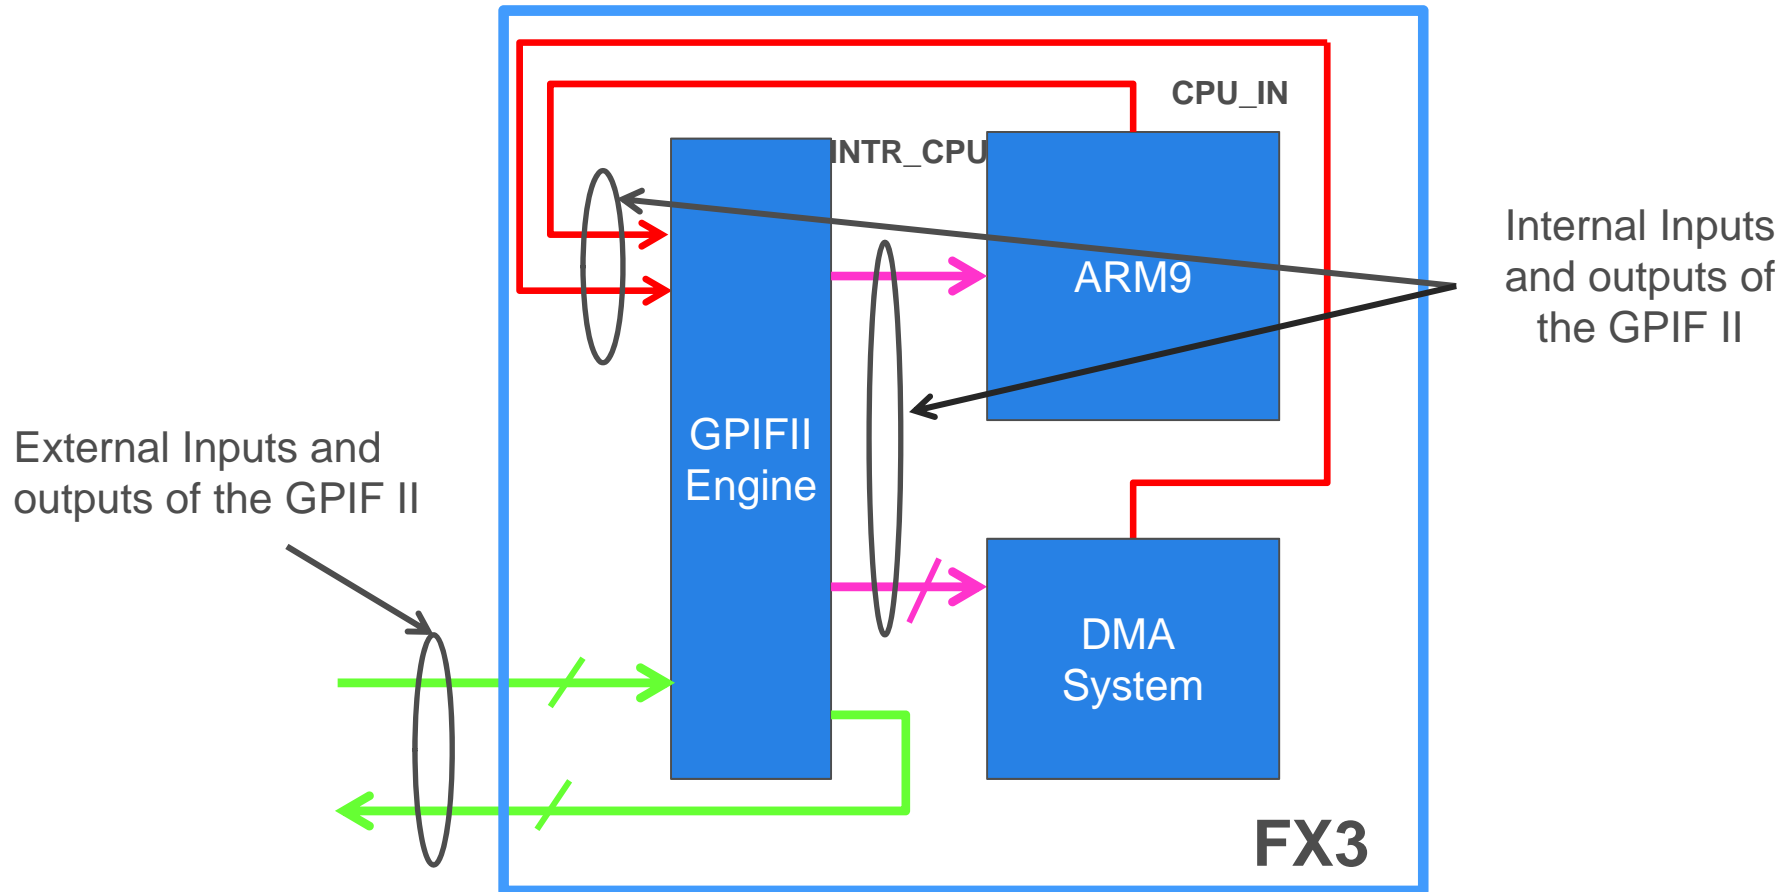 CPU_IN
INTR_CPU
Internal Inputs
and outputs of
the GPIF II
ARM9
GPIFII
Engine
External Inputs and
outputs of the GPIF II
DMA
System
FX3